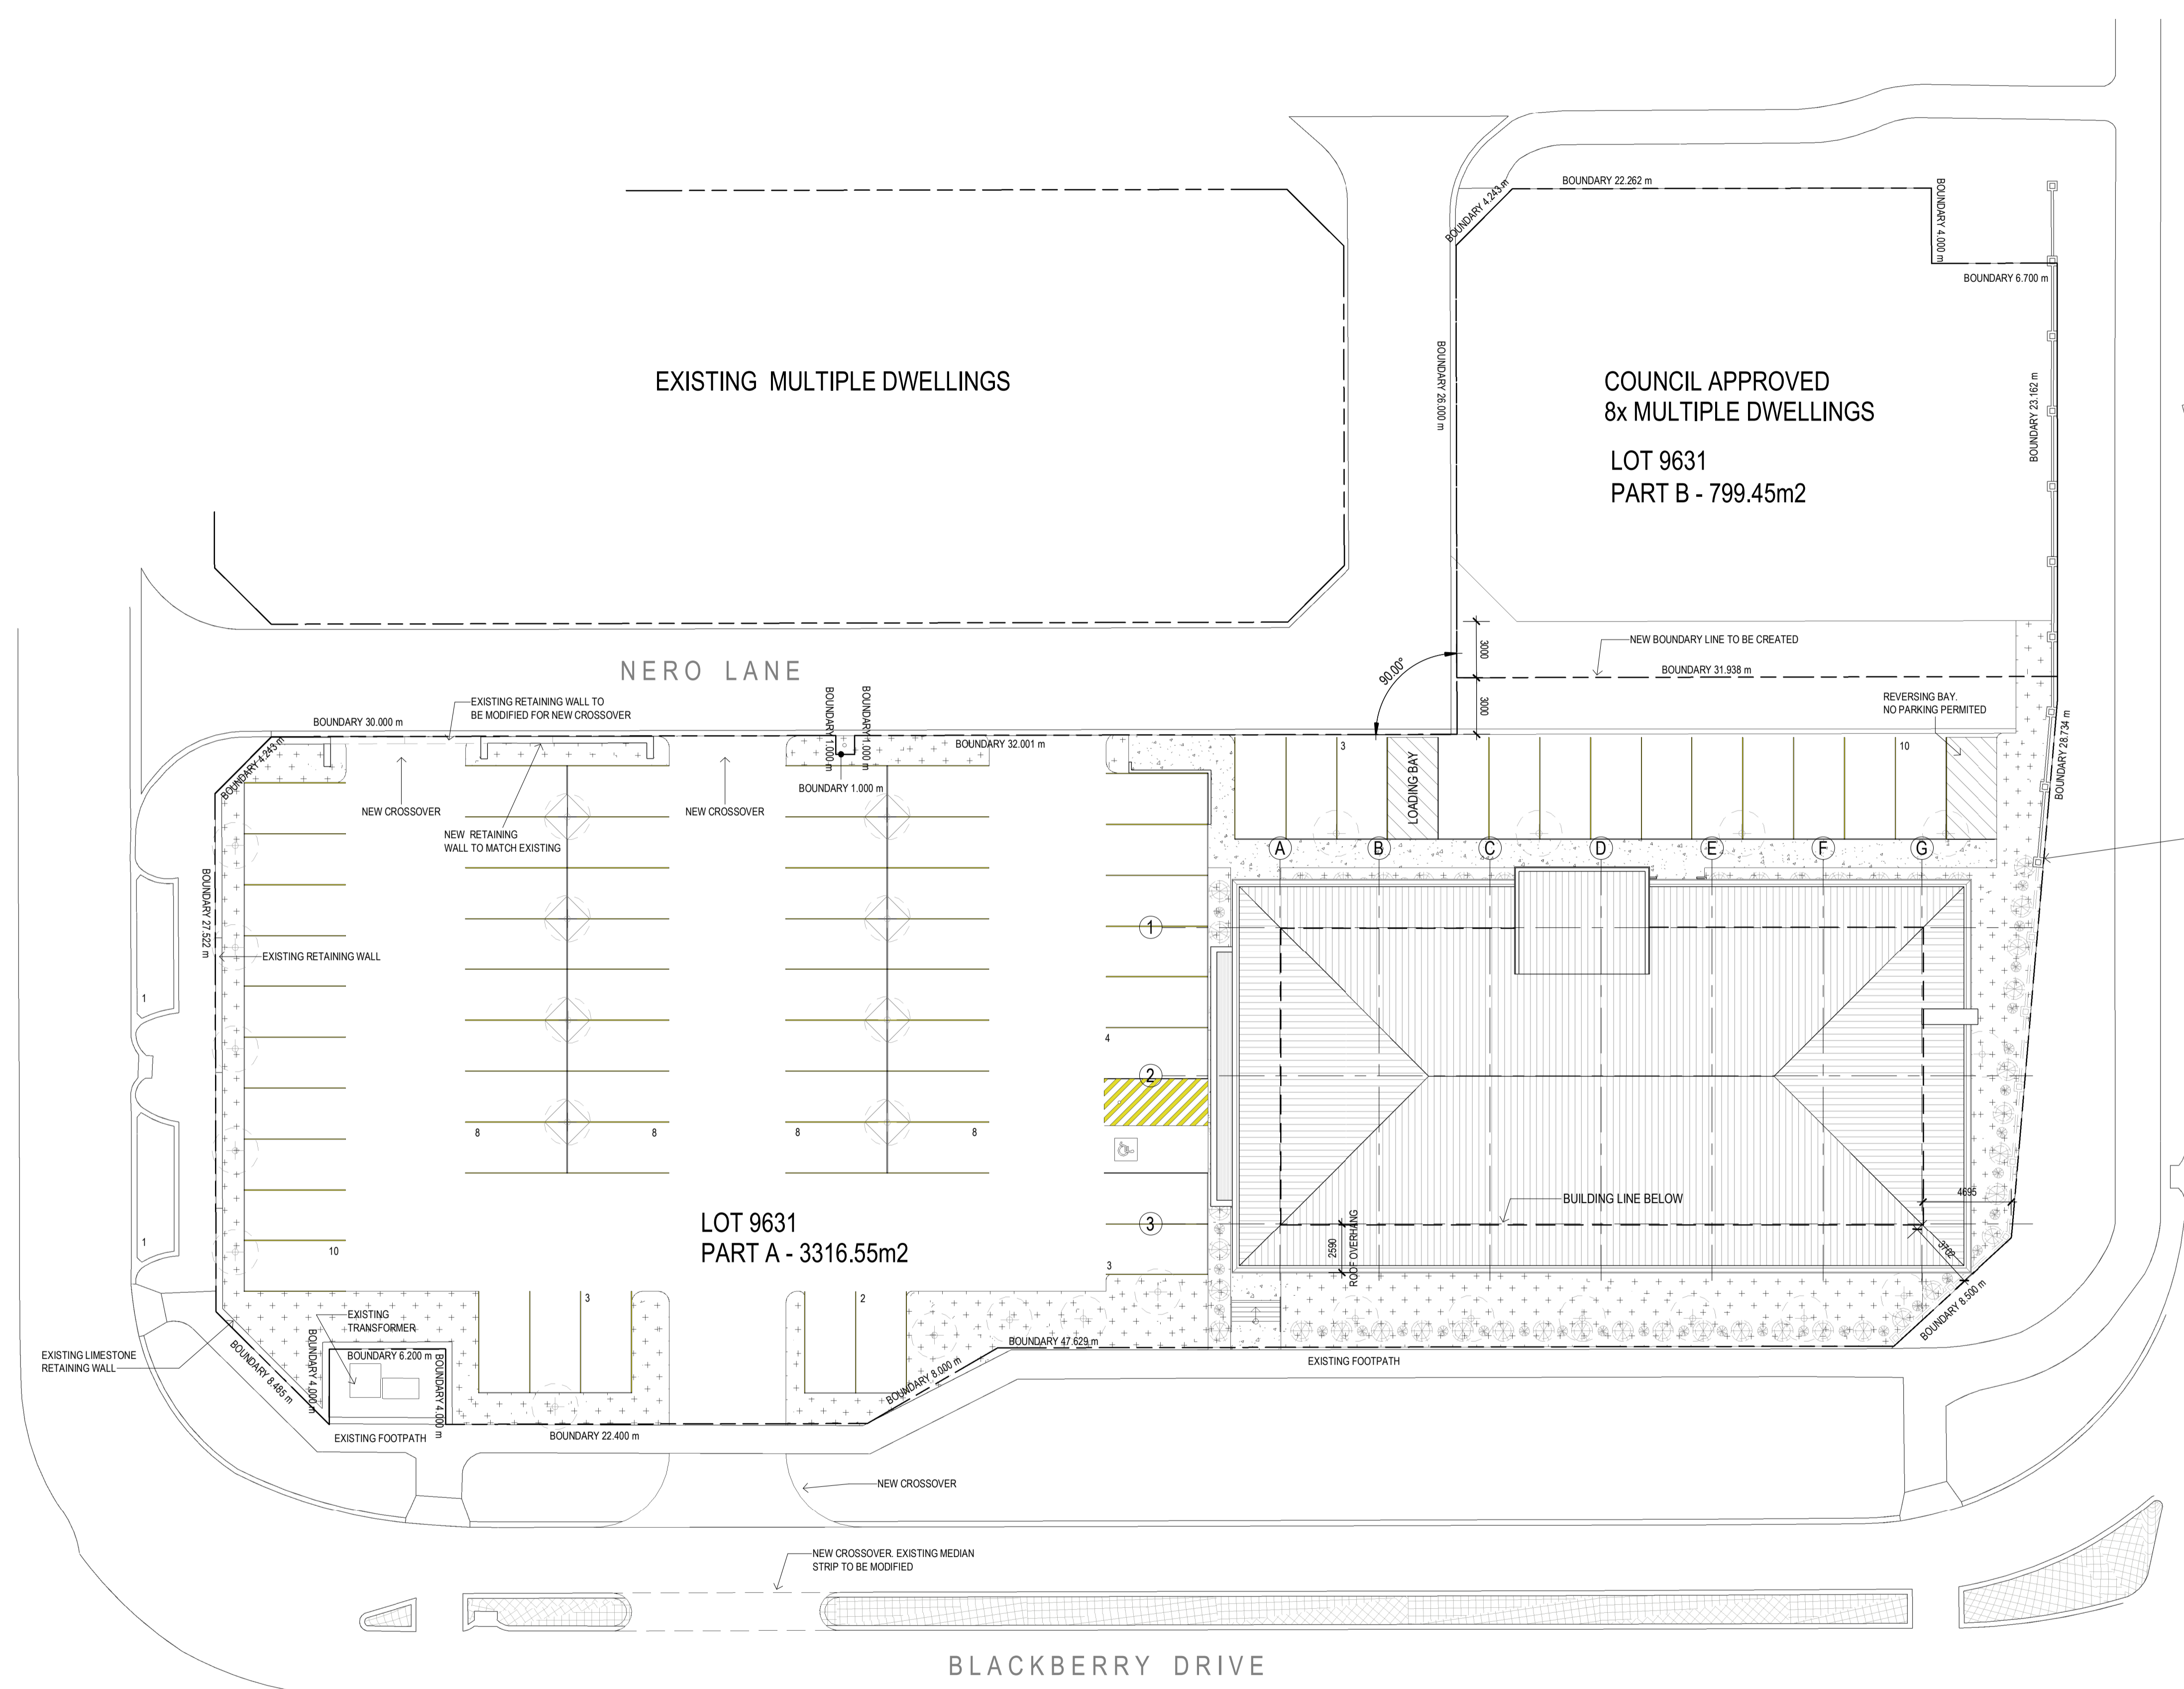 BOUNDARY 22.262 m
BOUNDARY 4.243 m
BOUNDARY 4.000 m
BOUNDARY 6.700 m
EXISTING MULTIPLE DWELLINGS
COUNCIL APPROVED
8x MULTIPLE DWELLINGS
LOT 9631
PART B - 799.45m2
BOUNDARY 26.000 m
BOUNDARY 23.162 m
NEW BOUNDARY LINE TO BE CREATED
3000
BOUNDARY 31.938 m
90.00°
3000
NERO LANE
REVERSING BAY.
NO PARKING PERMITED
BOUNDARY 28.734 m
EXISTING RETAINING WALL TO
BE MODIFIED FOR NEW CROSSOVER
BOUNDARY 30.000 m
BOUNDARY 1.000 m
BOUNDARY 1.000 m
BOUNDARY 32.001 m
BOUNDARY 4.243 m
BOUNDARY 1.000 m
3
LOADING BAY
10
NEW CROSSOVER
NEW CROSSOVER
NEW RETAINING
WALL TO MATCH EXISTING
A
B
C
D
E
F
G
BOUNDARY 27.522 m
EXISTING RETAINING WALL
1
1
1
2
3
4
8
8
8
8
10
LOT 9631
PART A - 3316.55m2
3
BUILDING LINE BELOW
4695
2590
ROOF OVERHANG
3702
BOUNDARY 8.500 m
3
2
EXISTING
TRANSFORMER
BOUNDARY 4.000 m
BOUNDARY 6.200 m
BOUNDARY 4.000 m
EXISTING LIMESTONE
RETAINING WALL
BOUNDARY 8.485 m
BOUNDARY 47.629 m
BOUNDARY 8.000 m
EXISTING FOOTPATH
EXISTING FOOTPATH
BOUNDARY 22.400 m
NEW CROSSOVER
NEW CROSSOVER. EXISTING MEDIAN
STRIP TO BE MODIFIED
BLACKBERRY DRIVE